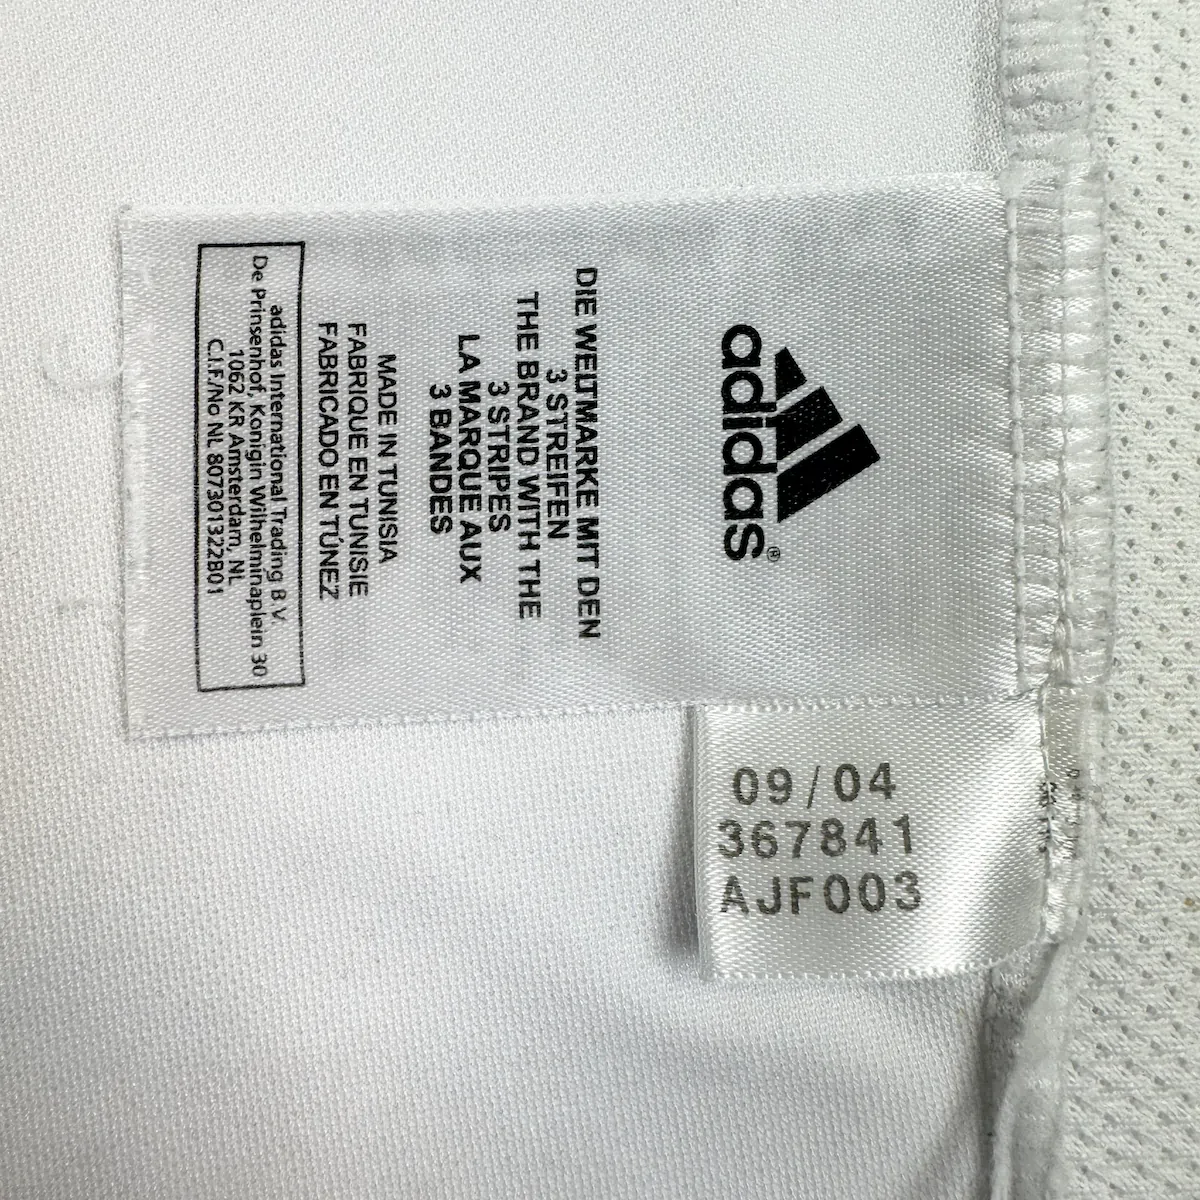 adidas®
DIE WELTMARKE MIT DEN
3 STREIFEN
THE BRAND WITH THE
3 STRIPES
LA MARQUE AUX
3 BANDES
MADE IN TUNISIA
FABRIQUE EN TUNISIE
FABRICADO EN TÚNEZ
adidas International Trading B V
De Prinsenhof, Konigin Wilhelminaplein 30
1062 KR Amsterdam, NL
C.I.F./No NL 807301322B01
09/04
367841
AJF003